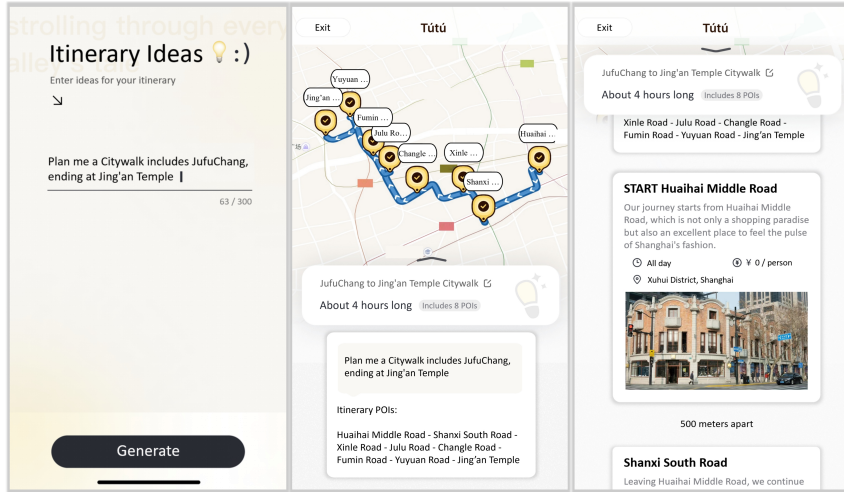 strolling through every
alley's tale
Itinerary Ideas :)
Enter ideas for your itinerary
Plan me a Citywalk includes JufuChang,
ending at Jing'an Temple
63 / 300
Generate
Exit
Tútú
Yuyuan ...
Jing'an ...
Fumin ...
Julu Ro...
Changle ...
Xinle ...
Shanxi ...
Huaihai ...
JufuChang to Jing'an Temple Citywalk
About 4 hours long Includes 8 POIs
Plan me a Citywalk includes JufuChang,
ending at Jing'an Temple
Itinerary POIs:
Huaihai Middle Road - Shanxi South Road -
Xinle Road - Julu Road - Changle Road -
Fumin Road - Yuyuan Road - Jing'an Temple
Exit
Tútú
JufuChang to Jing'an Temple Citywalk
About 4 hours long Includes 8 POIs
Xinle Road - Julu Road - Changle Road -
Fumin Road - Yuyuan Road - Jing'an Temple
START Huaihai Middle Road
Our journey starts from Huaihai Middle
Road, which is not only a shopping paradise
but also an excellent place to feel the pulse
of Shanghai's fashion.
All day
¥ 0 / person
Xuhui District, Shanghai
500 meters apart
Shanxi South Road
Leaving Huaihai Middle Road, we continue